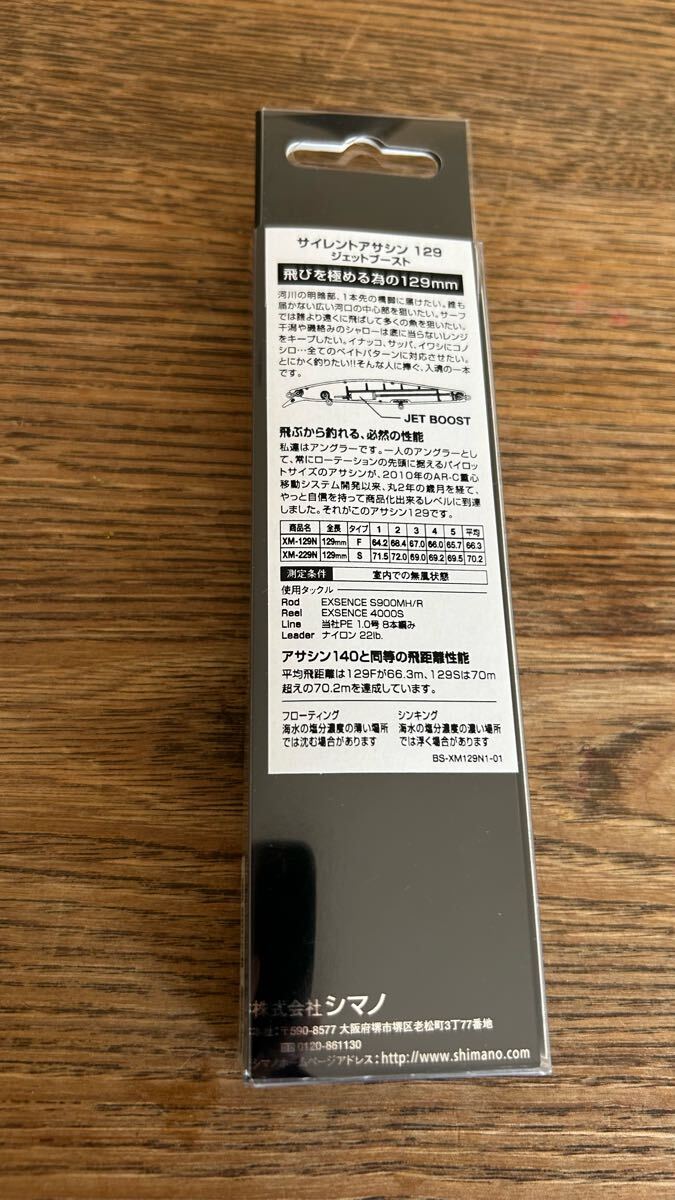 サイレントアサシン 129
ジェットブースト
飛びを極める為の129mm
河川の明暗部、1本先の橋脚に届けたい。誰も
届かない広い河口の中心部を狙いたい。サーフ
では誰より遠くに飛ばして多くの魚を狙いたい。
干潟や磯絡みのシャローは底に当らないレンジ
をキープしたい。イナッコ、サッパ、イワシにコノ
シロ…全てのベイトパターンに対応させたい。
とにかく釣りたい!!そんな人に捧ぐ、入魂の一本
です。
JET BOOST
飛ぶから釣れる、必然の性能
私達はアングラーです。一人のアングラーとし
て、常にローテーションの先頭に据えるパイロッ
トサイズのアサシンが、2010年のAR-C重心
移動システム開発以来、丸2年の歳月を経て、
やっと自信を持って商品化出来るレベルに到達
しました。それがこのアサシン129です。
商品名 全長 タイプ 1 2 3 4 5 平均
XM-129N 129mm F 64.2 68.4 67.0 66.0 65.7 66.3
XM-229N 129mm S 71.5 72.0 69.0 69.2 69.5 70.2
測定条件 室内での無風状態
使用タックル
Rod EXSENCE S900MH/R
Reel EXSENCE 4000S
Line 当社PE 1.0号 8本編み
Leader ナイロン 22lb.
アサシン140と同等の飛距離性能
平均飛距離は129Fが66.3m、129Sは70m
超えの70.2mを達成しています。
フローティング
海水の塩分濃度の薄い場所
では沈む場合があります
シンキング
海水の塩分濃度の濃い場所
では浮く場合があります
BS-XM129N1-01
株式会社シマノ
本社:〒590-8577 大阪府堺市堺区老松町3丁77番地
0120-861130
シマノホームページアドレス:http://www.shimano.com